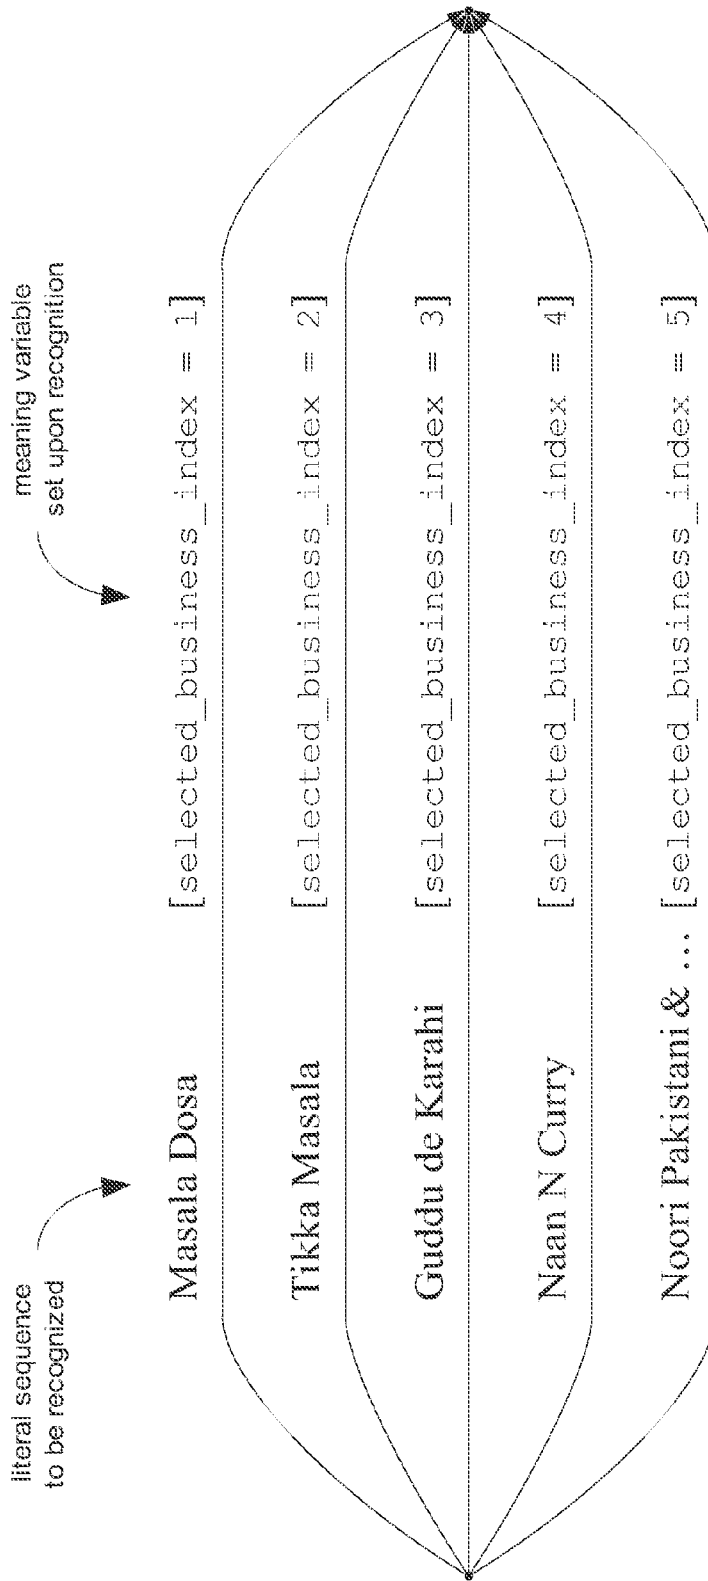 literal sequence
to be recognized
meaning variable
set upon recognition
Masala Dosa [selected_business_index = 1]
Tikka Masala [selected_business_index = 2]
Guddu de Karahi [selected_business_index = 3]
Naan N Curry [selected_business_index = 4]
Noori Pakistani & ... [selected_business_index = 5]